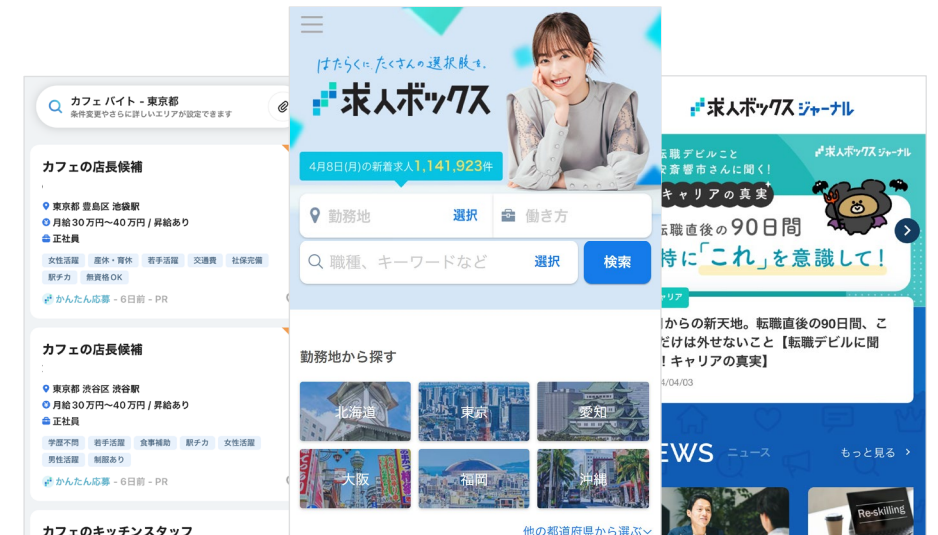 カフェ バイト - 東京都
条件変更やさらに詳しいエリアが設定できます
カフェの店長候補
東京都 豊島区 池袋駅
月給30万円〜40万円 / 昇給あり
正社員
女性活躍 産休・育休 若手活躍 交通費 社保完備
駅チカ 無資格OK
かんたん応募 - 6日前 - PR
カフェの店長候補
東京都 渋谷区 渋谷駅
月給30万円〜40万円 / 昇給あり
正社員
学歴不問 若手活躍 食事補助 駅チカ 女性活躍
男性活躍 制服あり
かんたん応募 - 6日前 - PR
カフェのキッチンスタッフ
はたらくに、たくさんの選択肢を。
求人ボックス
4月8日(月)の新着求人1,141,923件
勤務地 選択 働き方
職種、キーワードなど 選択 検索
勤務地から探す
北海道 東京 愛知
大阪 福岡 沖縄
他の都道府県から選ぶ
求人ボックス ジャーナル
転職デビルこと
安斎響市さんに聞く!
求人ボックス ジャーナル
キャリアの真実
転職直後の90日間
特に「これ」を意識して!
ャリア
からの新天地。転職直後の90日間、こ
だけは外せないこと【転職デビルに聞
!キャリアの真実】
4/04/03
EWS ニュース もっと見る
Re-skilling